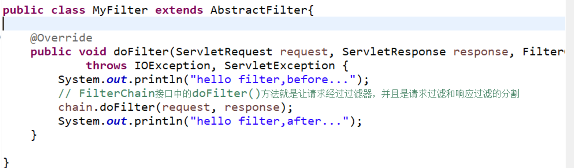 public class MyFilter extends AbstractFilter{
@Override
public void doFilter(ServletRequest request, ServletResponse response, Filter
throws IOException, ServletException {
System.out.println("hello filter,before...");
// FilterChain接口中的doFilter()方法就是让请求经过过滤器，并且是请求过滤和响应过滤的分割
chain.doFilter(request, response);
System.out.println("hello filter,after...");
}
}